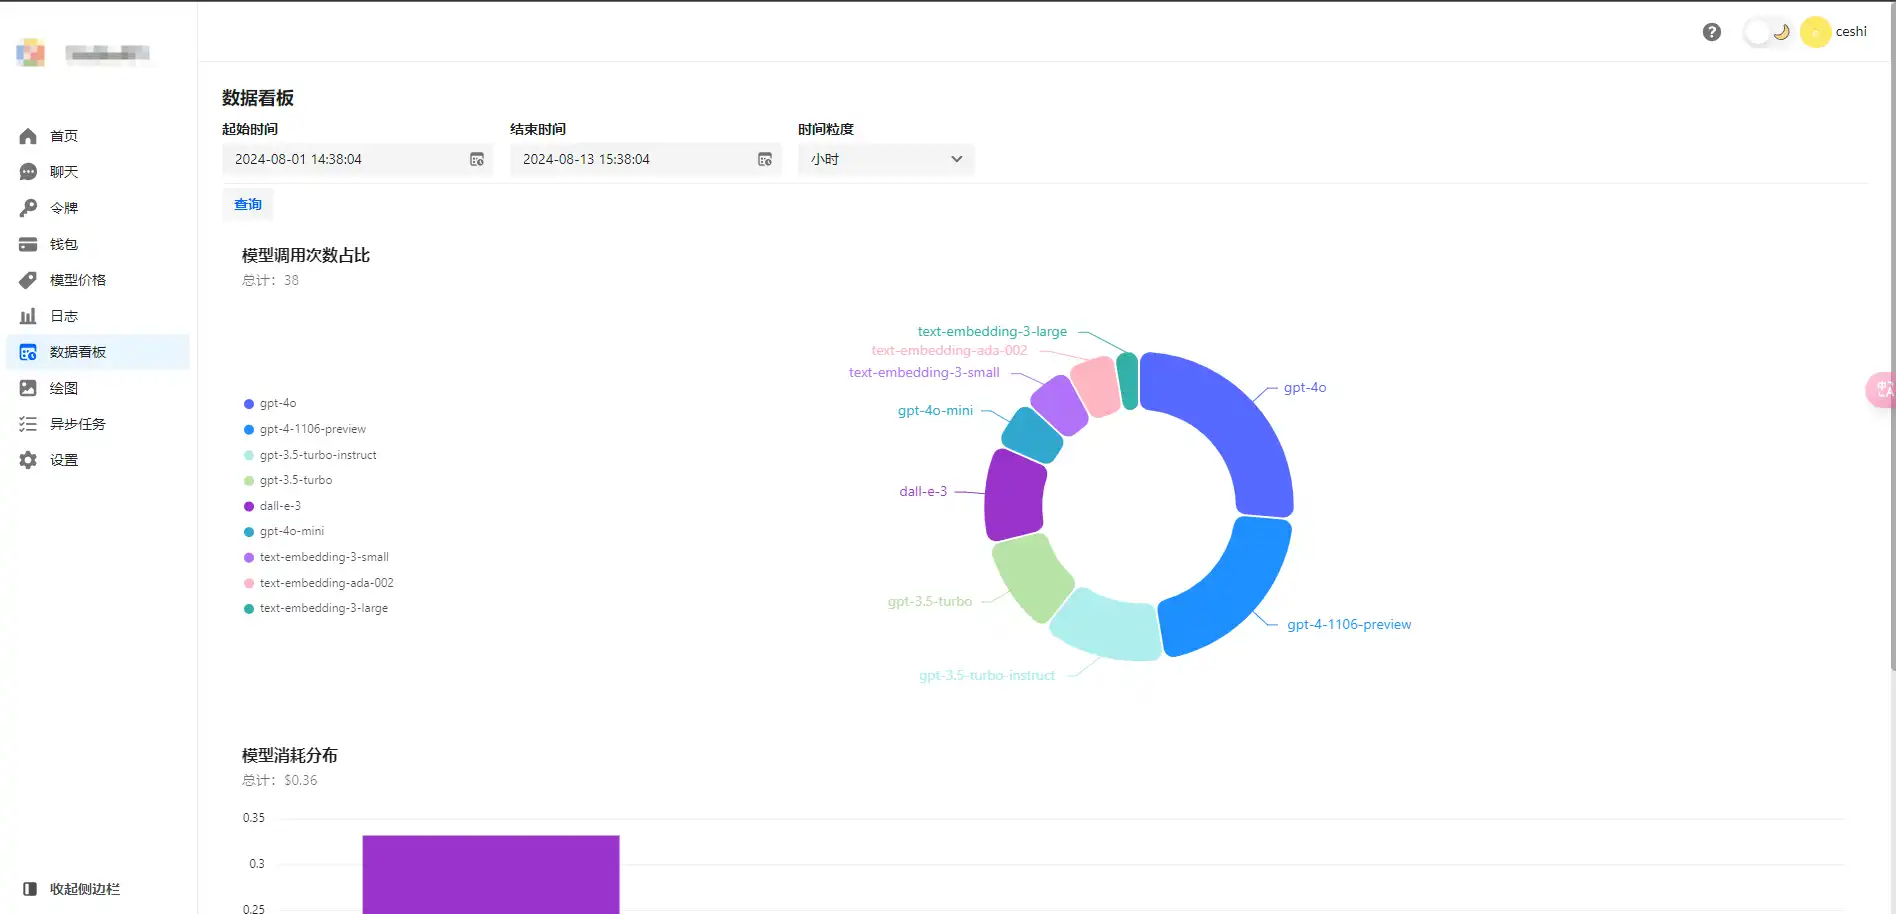 ceshi
首页
聊天
令牌
钱包
模型价格
日志
数据看板
绘图
异步任务
设置
收起侧边栏
数据看板
起始时间
2024-08-01 14:38:04
结束时间
2024-08-13 15:38:04
时间粒度
小时
查询
模型调用次数占比
总计：38
gpt-4o
gpt-4-1106-preview
gpt-3.5-turbo-instruct
gpt-3.5-turbo
dall-e-3
gpt-4o-mini
text-embedding-3-small
text-embedding-ada-002
text-embedding-3-large
text-embedding-3-large
text-embedding-ada-002
text-embedding-3-small
gpt-4o-mini
dall-e-3
gpt-3.5-turbo
gpt-3.5-turbo-instruct
gpt-4o
gpt-4-1106-preview
模型消耗分布
总计：$0.36
0.35
0.3
0.25